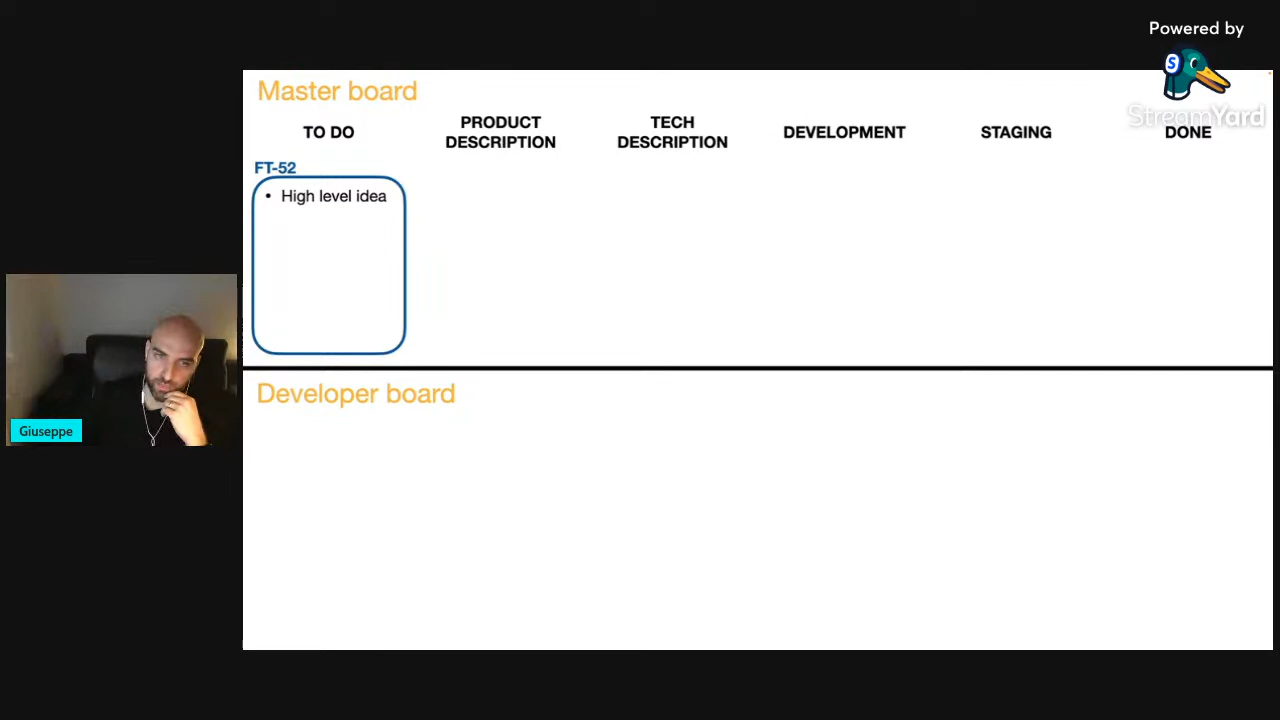 Powered by
S
StreamYard
Master board
TO DO
PRODUCT
DESCRIPTION
TECH
DESCRIPTION
DEVELOPMENT
STAGING
DONE
FT-52
• High level idea
Giuseppe
Developer board